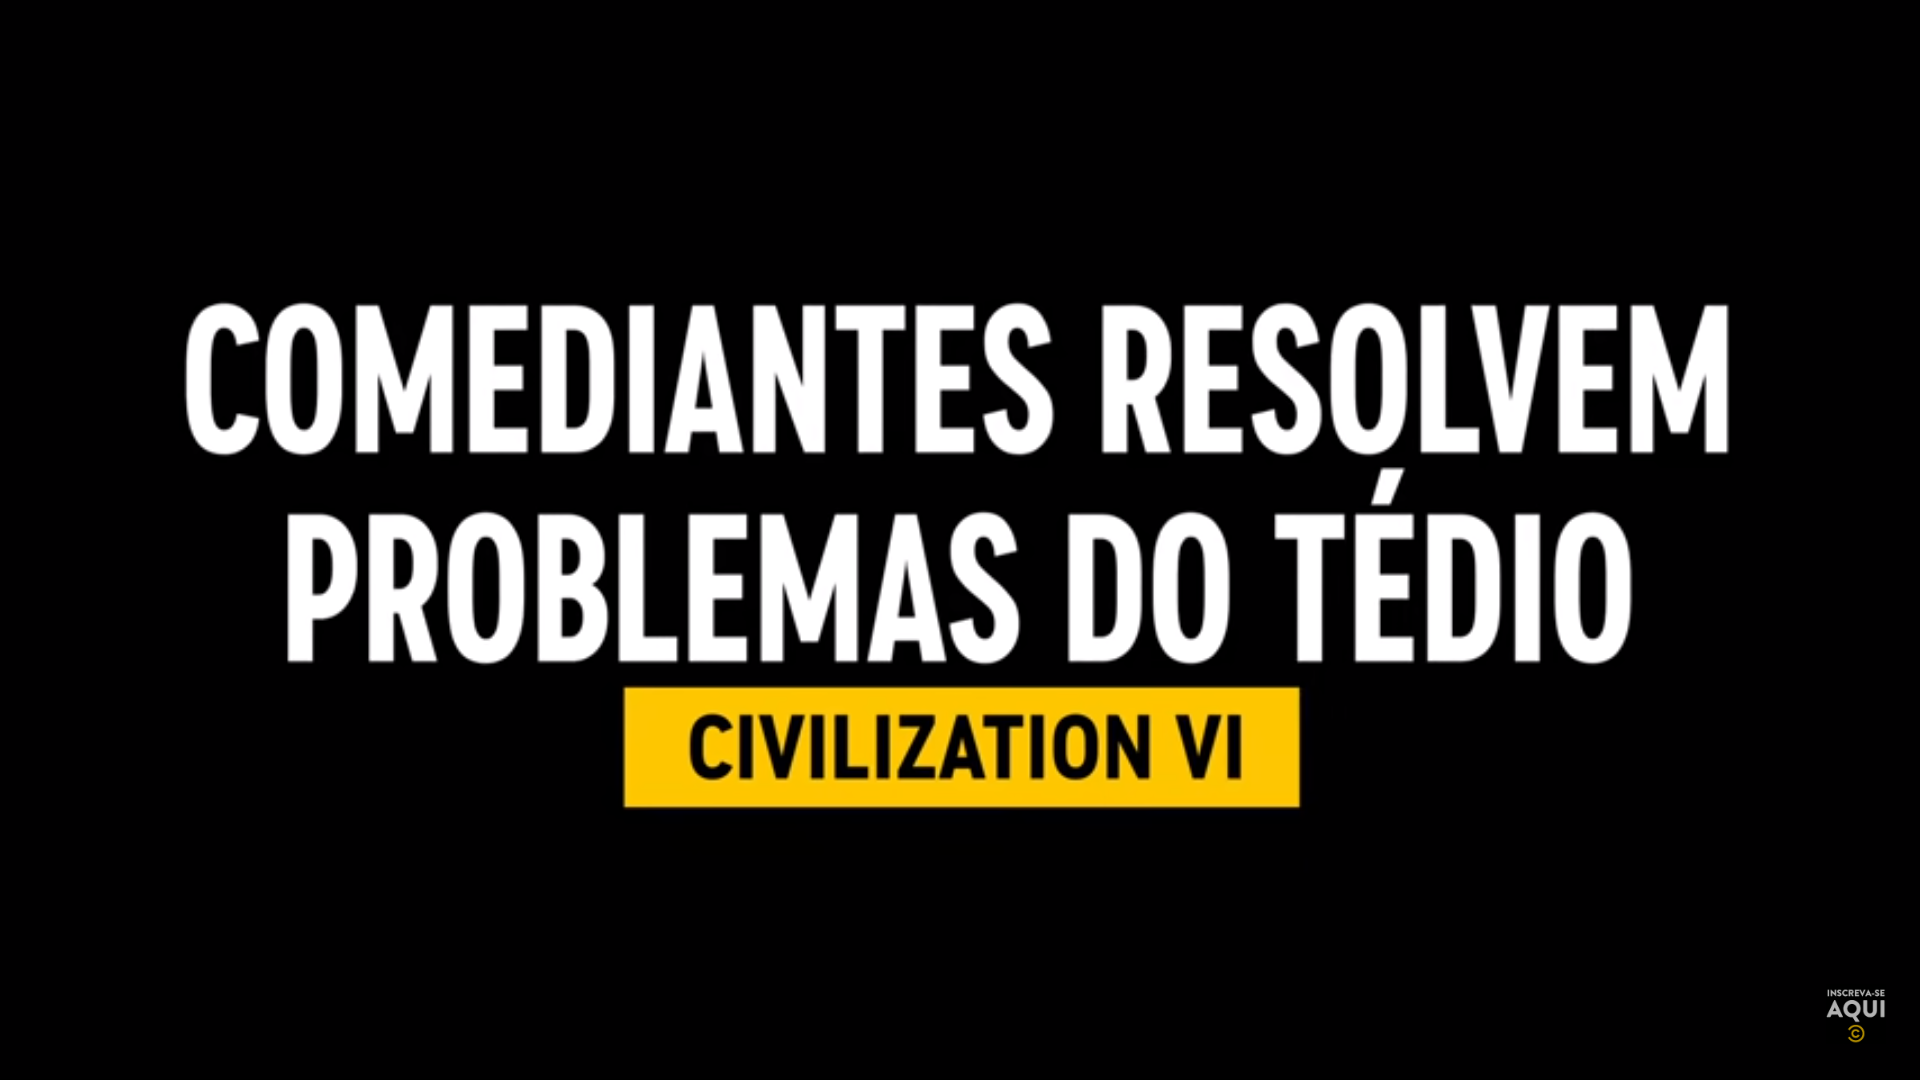 COMEDIANTES RESOLVEM
PROBLEMAS DO TÉDIO
CIVILIZATION VI
INSCREVA-SE
AQUI